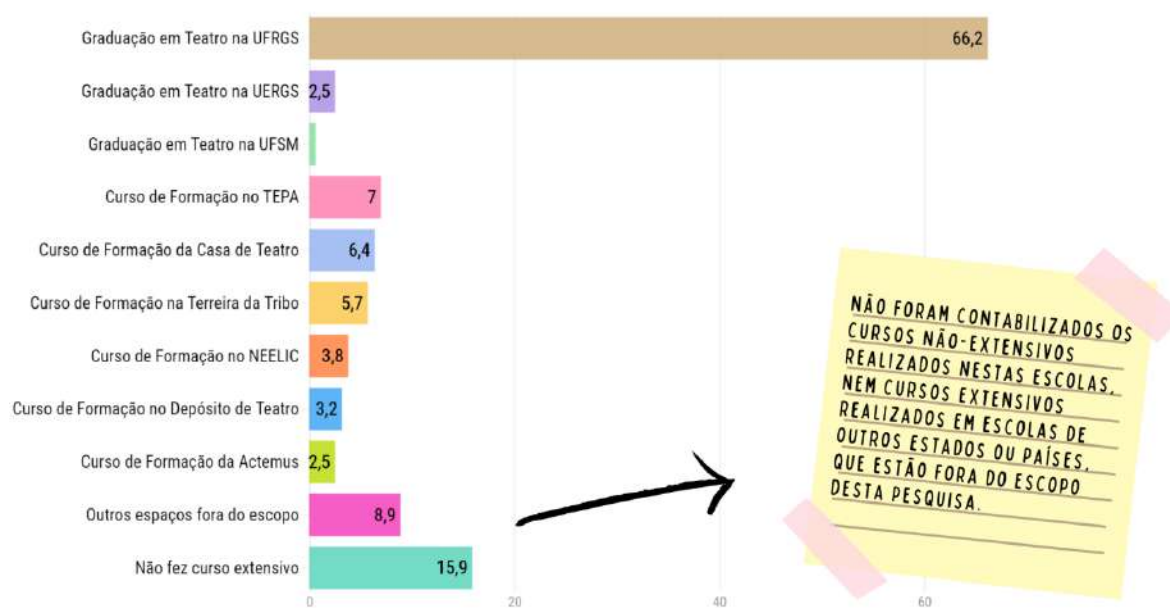 Graduação em Teatro na UFRGS 66,2
Graduação em Teatro na UERGS 2,5
Graduação em Teatro na UFSM
Curso de Formação no TEPA 7
Curso de Formação da Casa de Teatro 6,4
Curso de Formação na Terreira da Tribo 5,7
Curso de Formação no NEELIC 3,8
Curso de Formação no Depósito de Teatro 3,2
Curso de Formação da Actemus 2,5
Outros espaços fora do escopo 8,9
Não fez curso extensivo 15,9
0 20 40 60
NÃO FORAM CONTABILIZADOS OS
CURSOS NÃO-EXTENSIVOS
REALIZADOS NESTAS ESCOLAS,
NEM CURSOS EXTENSIVOS
REALIZADOS EM ESCOLAS DE
OUTROS ESTADOS OU PAÍSES,
QUE ESTÃO FORA DO ESCOPO
DESTA PESQUISA.